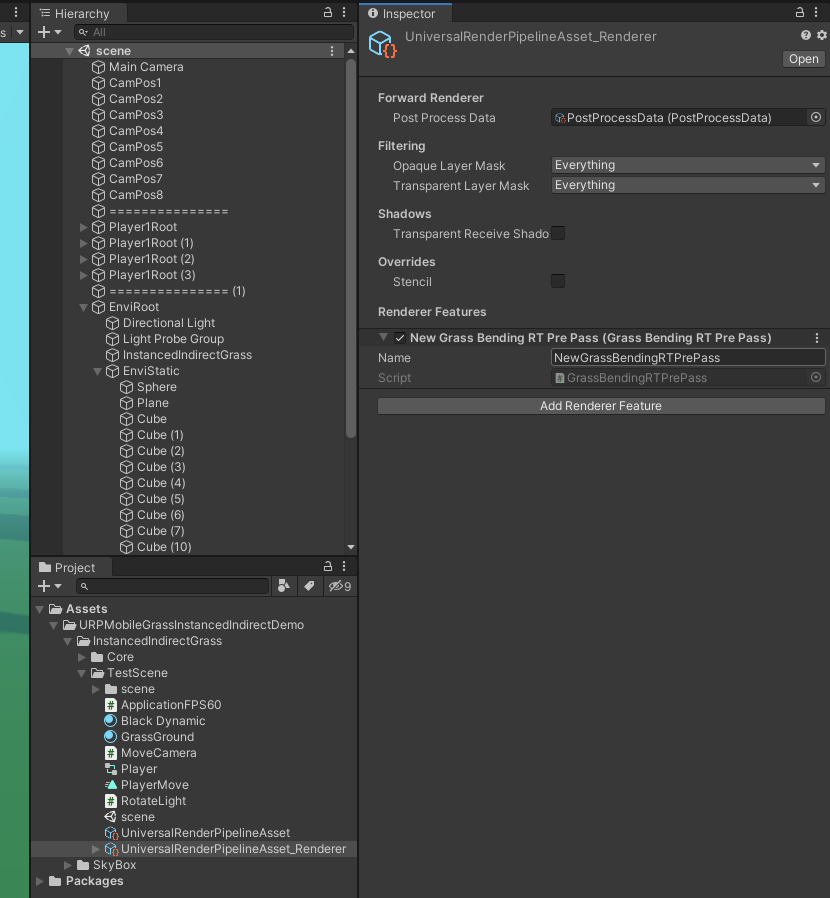 s
Hierarchy
All
scene
Main Camera
CamPos1
CamPos2
CamPos3
CamPos4
CamPos5
CamPos6
CamPos7
CamPos8
===============
Player1Root
Player1Root (1)
Player1Root (2)
Player1Root (3)
=============== (1)
EnviRoot
Directional Light
Light Probe Group
InstancedIndirectGrass
EnviStatic
Sphere
Plane
Cube
Cube (1)
Cube (2)
Cube (3)
Cube (4)
Cube (5)
Cube (6)
Cube (7)
Cube (10)
Project
9
Assets
URPMobileGrassInstancedIndirectDemo
InstancedIndirectGrass
Core
TestScene
scene
ApplicationFPS60
Black Dynamic
GrassGround
MoveCamera
Player
PlayerMove
RotateLight
scene
UniversalRenderPipelineAsset
UniversalRenderPipelineAsset_Renderer
SkyBox
Packages
Inspector
UniversalRenderPipelineAsset_Renderer
Open
Forward Renderer
Post Process Data PostProcessData (PostProcessData)
Filtering
Opaque Layer Mask Everything
Transparent Layer Mask Everything
Shadows
Transparent Receive Shado
Overrides
Stencil
Renderer Features
New Grass Bending RT Pre Pass (Grass Bending RT Pre Pass)
Name NewGrassBendingRTPrePass
Script GrassBendingRTPrePass
Add Renderer Feature